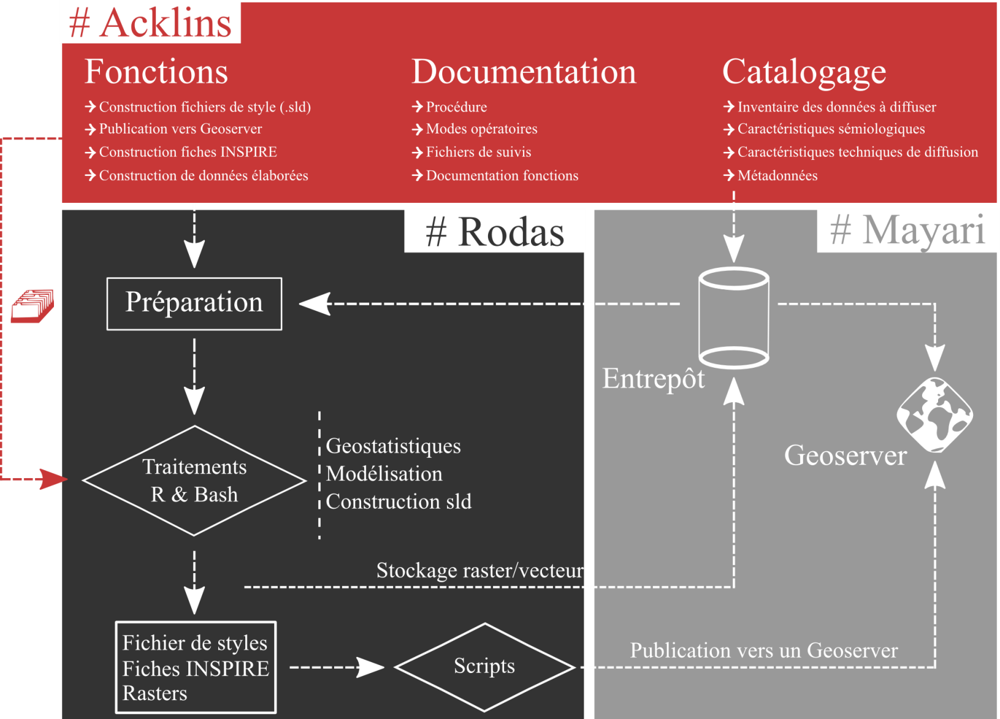 # Acklins
Fonctions
Construction fichiers de style (.sld)
Publication vers Geoserver
Construction fiches INSPIRE
Construction de données élaborées
Documentation
Procédure
Modes opératoires
Fichiers de suivis
Documentation fonctions
Catalogage
Inventaire des données à diffuser
Caractéristiques sémiologiques
Caractéristiques techniques de diffusion
Métadonnées
# Rodas
# Mayari
Préparation
Entrepôt
Geoserver
Traitements
R & Bash
Geostatistiques
Modélisation
Construction sld
Stockage raster/vecteur
Fichier de styles
Fiches INSPIRE
Rasters
Scripts
Publication vers un Geoserver